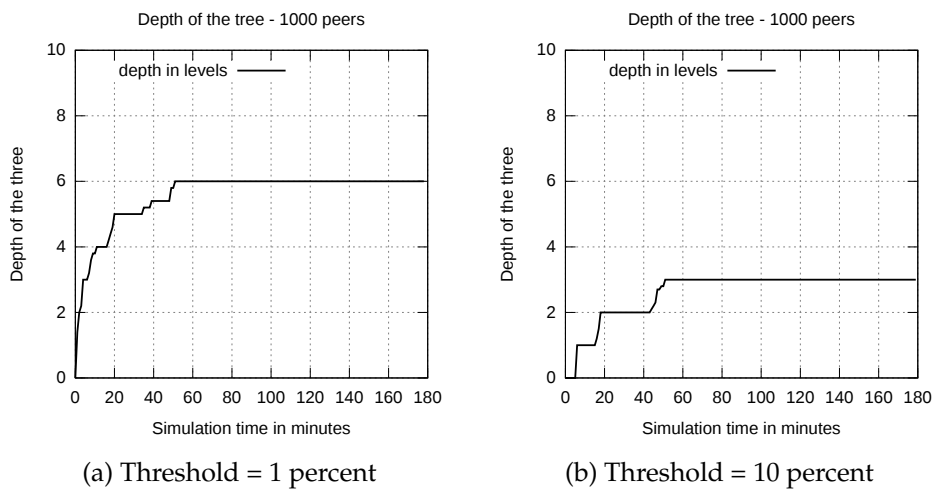 Depth of the tree - 1000 peers
10
8
6
4
2
0
0 20 40 60 80 100 120 140 160 180
depth in levels
Depth of the three
Simulation time in minutes
(a) Threshold = 1 percent
Depth of the tree - 1000 peers
10
8
6
4
2
0
0 20 40 60 80 100 120 140 160 180
depth in levels
Depth of the three
Simulation time in minutes
(b) Threshold = 10 percent